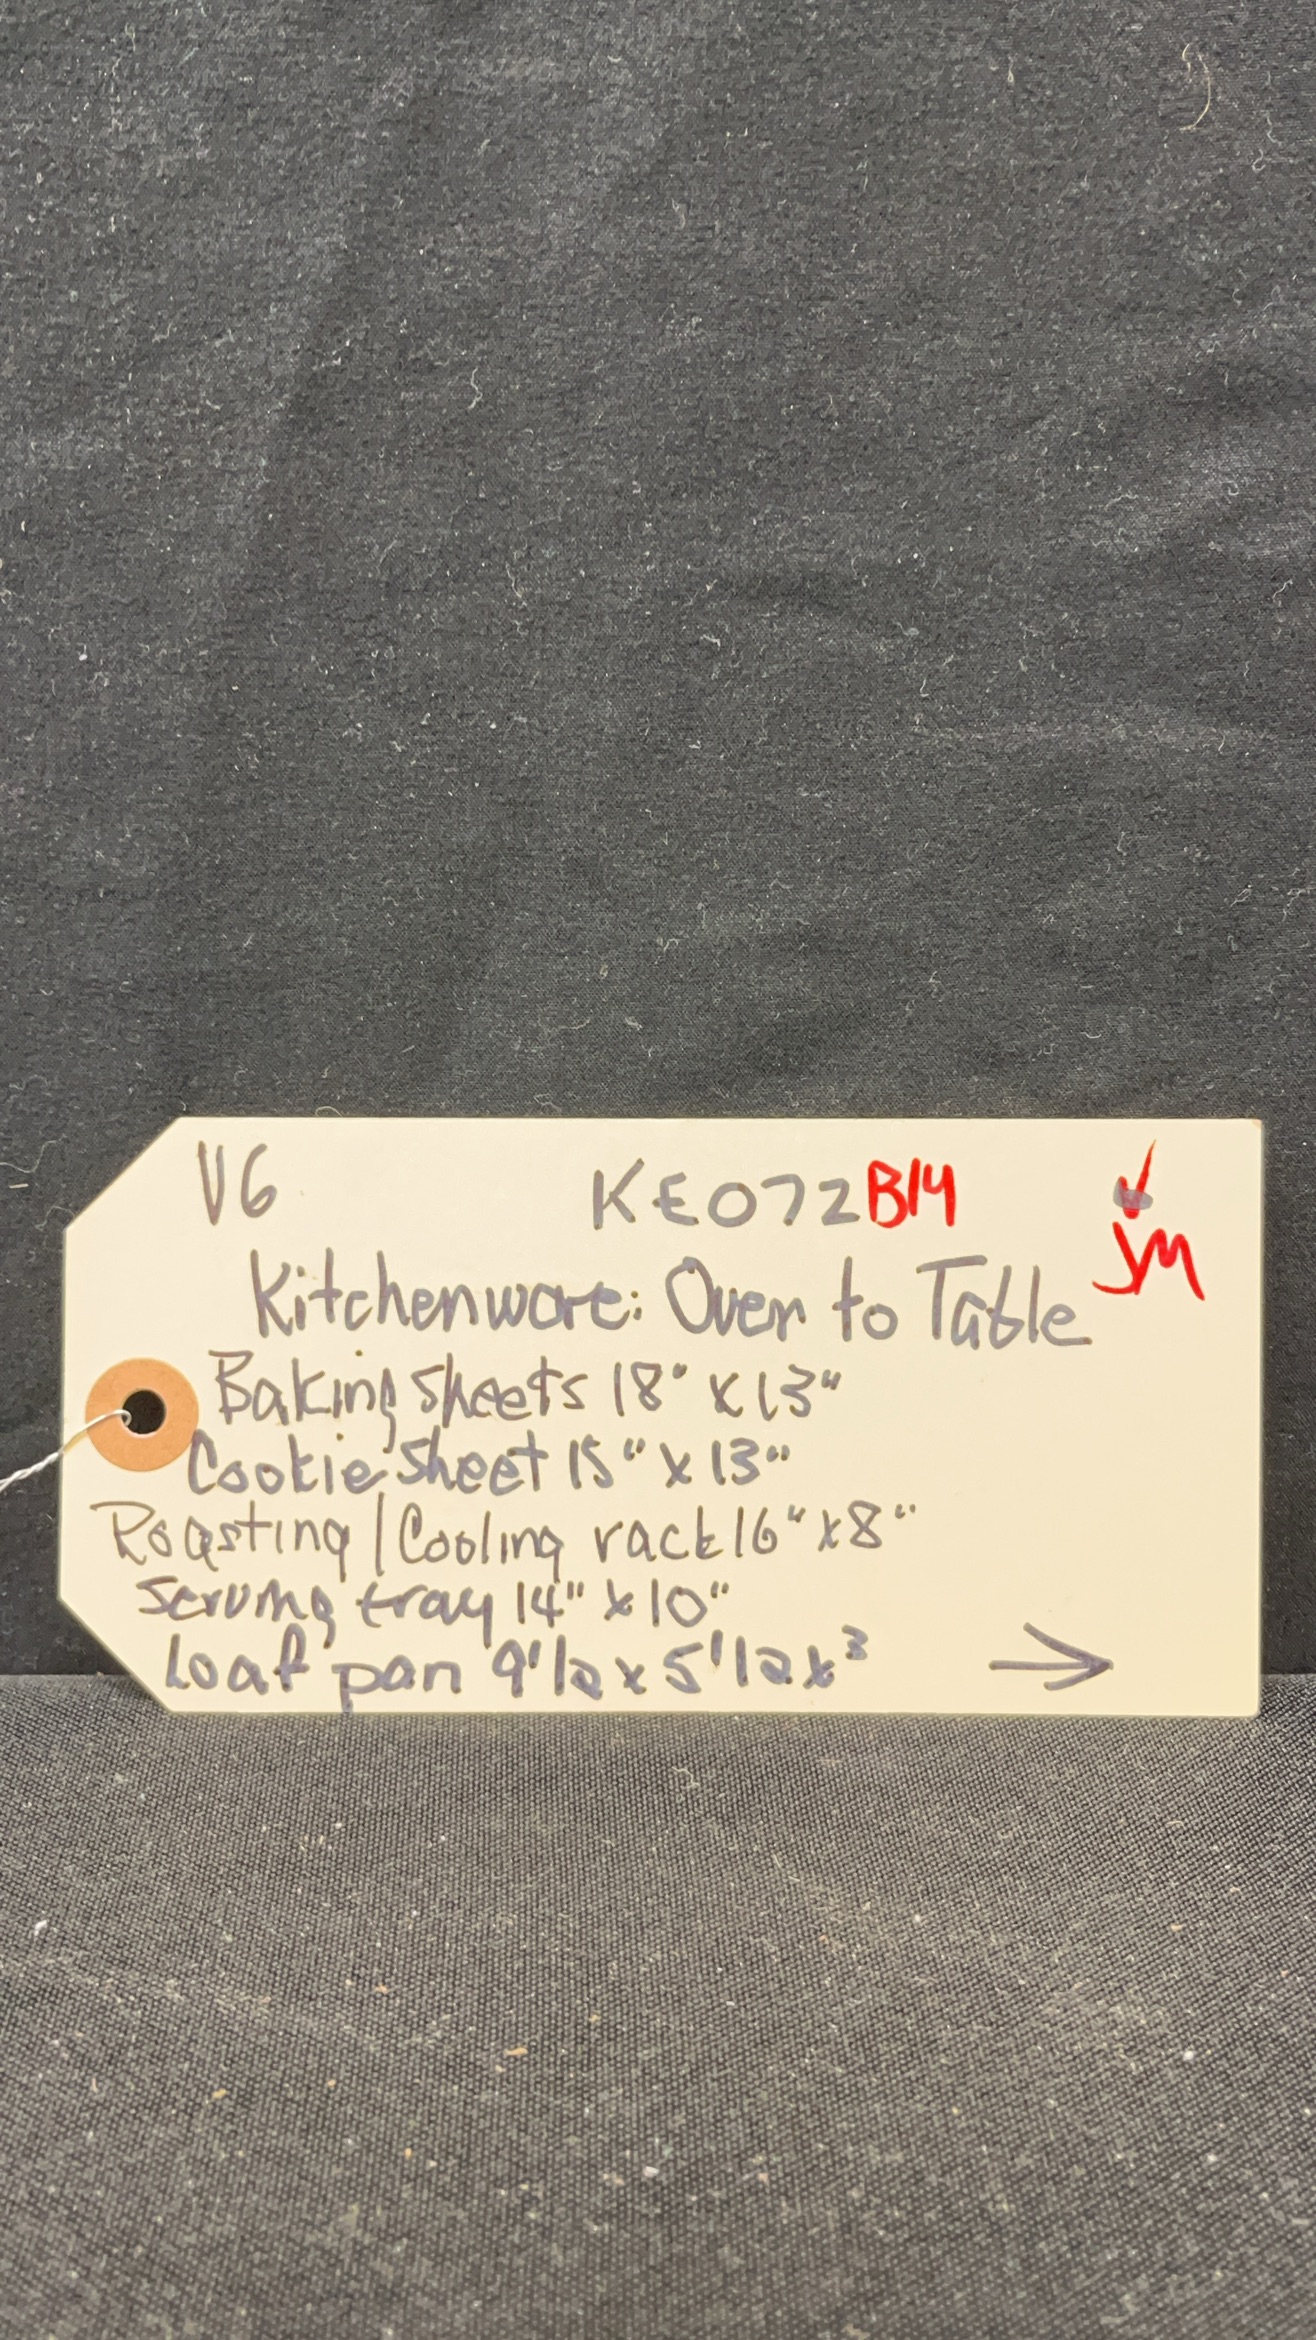 V6 KE072B14
JM
Kitchenware: Oven to Table
Baking sheets 18" x 13"
Cookie sheet 15" x 13"
Roasting / Cooling rack 16" x 8"
Serving tray 14" x 10"
Loaf pan 9 1/2 x 5 1/2 x 3